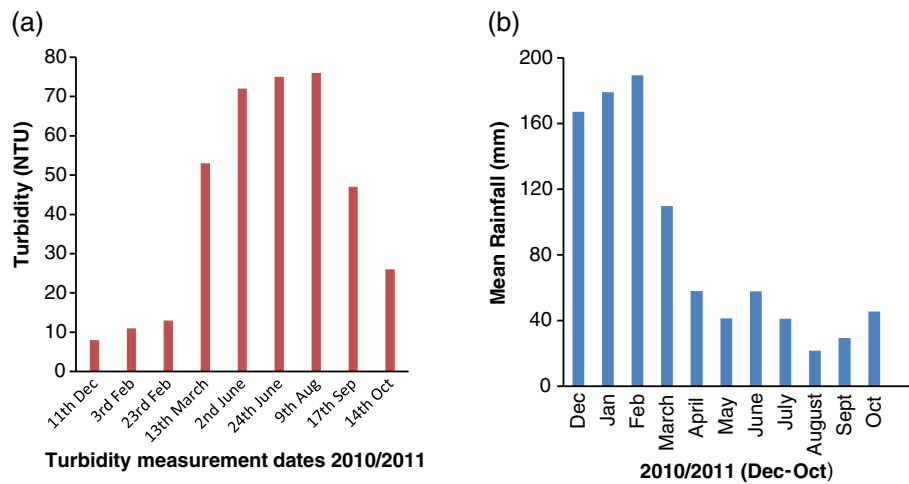 (a)
Turbidity (NTU)
80
70
60
50
40
30
20
10
0
11th Dec
3rd Feb
23rd Feb
13th March
2nd June
24th June
9th Aug
17th Sep
14th Oct
Turbidity measurement dates 2010/2011
(b)
Mean Rainfall (mm)
200
160
120
80
40
0
Dec
Jan
Feb
March
April
May
June
July
August
Sept
Oct
2010/2011 (Dec-Oct)